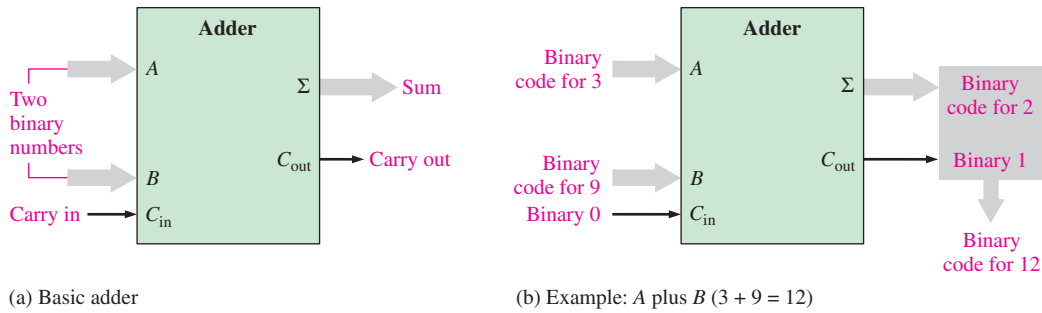 Adder
A
Two
binary
numbers
B
Carry in
C_in
Σ
Sum
C_out
Carry out
(a) Basic adder
Adder
Binary
code for 3
A
Binary
code for 9
B
Binary 0
C_in
Σ
Binary
code for 2
C_out
Binary 1
Binary
code for 12
(b) Example: A plus B (3 + 9 = 12)